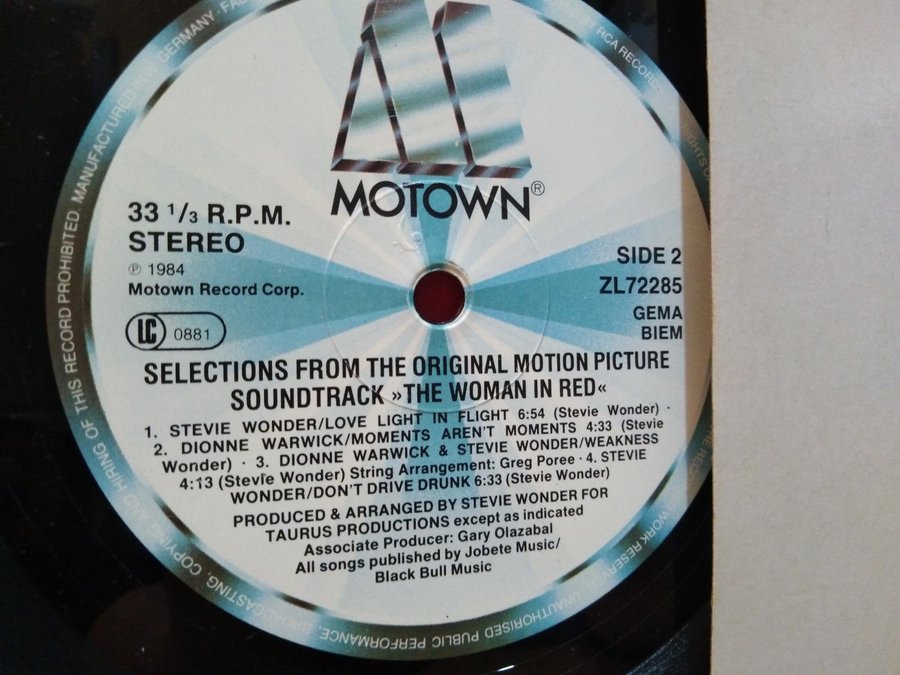 MOTOWN®
33 1/3 R.P.M.
STEREO
℗ 1984
Motown Record Corp.
LC 0881
SIDE 2
ZL72285
GEMA
BIEM
SELECTIONS FROM THE ORIGINAL MOTION PICTURE
SOUNDTRACK »THE WOMAN IN RED«
1. STEVIE WONDER/LOVE LIGHT IN FLIGHT 6:54 (Stevie Wonder) ·
2. DIONNE WARWICK/MOMENTS AREN'T MOMENTS 4:33 (Stevie
Wonder) · 3. DIONNE WARWICK & STEVIE WONDER/WEAKNESS
4:13 (Stevie Wonder) String Arrangement: Greg Poree · 4. STEVIE
WONDER/DON'T DRIVE DRUNK 6:33 (Stevie Wonder)
PRODUCED & ARRANGED BY STEVIE WONDER FOR
TAURUS PRODUCTIONS except as indicated
Associate Producer: Gary Olazabal
All songs published by Jobete Music/
Black Bull Music
WORK RESERVED. UNAUTHORISED PUBLIC PERFORMANCE, BROADCASTING, COPYING AND HIRING OF THIS RECORD PROHIBITED. MANUFACTURED IN W. GERMANY ·
BY RCA RECORD